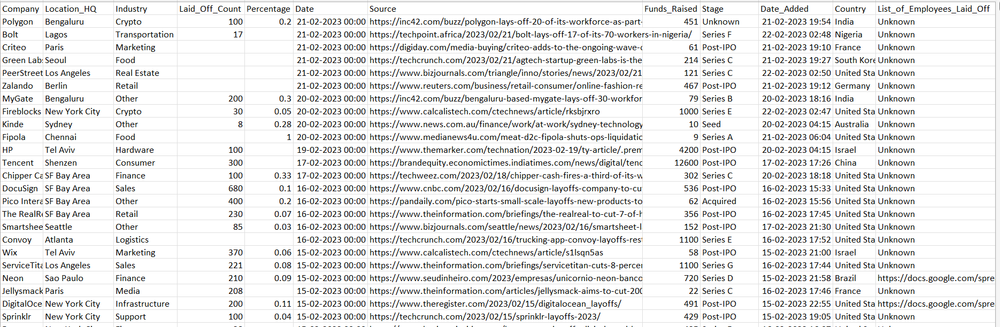 Company Location_HQ Industry Laid_Off_Count Percentage Date Source Funds_Raised Stage Date_Added Country List_of_Employees_Laid_Off
Polygon Bengaluru Crypto 100 0.2 21-02-2023 00:00 https://inc42.com/buzz/polygon-lays-off-20-of-its-workforce-as-part- 451 Unknown 21-02-2023 19:54 India Unknown
Bolt Lagos Transportation 17 21-02-2023 00:00 https://techpoint.africa/2023/02/21/bolt-lays-off-17-of-its-70-workers-in-nigeria/ Series F 22-02-2023 02:48 Nigeria Unknown
Criteo Paris Marketing 21-02-2023 00:00 https://digiday.com/media-buying/criteo-adds-to-the-ongoing-wave-c 61 Post-IPO 21-02-2023 19:10 France Unknown
Green Lab Seoul Food 21-02-2023 00:00 https://techcrunch.com/2023/02/21/agtech-startup-green-labs-is-the 214 Series C 21-02-2023 19:27 South Kore Unknown
PeerStreet Los Angeles Real Estate 21-02-2023 00:00 https://www.bizjournals.com/triangle/inno/stories/news/2023/02/21 121 Series C 22-02-2023 02:50 United Sta Unknown
Zalando Berlin Retail 21-02-2023 00:00 https://www.reuters.com/business/retail-consumer/online-fashion-re 467 Post-IPO 21-02-2023 19:12 Germany Unknown
MyGate Bengaluru Other 200 0.3 20-02-2023 00:00 https://inc42.com/buzz/bengaluru-based-mygate-lays-off-30-workfor 79 Series B 20-02-2023 18:16 India Unknown
Fireblocks New York City Crypto 30 0.05 20-02-2023 00:00 https://www.calcalistech.com/ctechnews/article/rksbjrxro 1000 Series E 22-02-2023 02:47 United Sta Unknown
Kinde Sydney Other 8 0.28 20-02-2023 00:00 https://www.news.com.au/finance/work/at-work/sydney-technology 10 Seed 20-02-2023 04:15 Australia Unknown
Fipola Chennai Food 1 20-02-2023 00:00 https://www.medianews4u.com/meat-d2c-fipola-shuts-ops-liquidatic 9 Series A 21-02-2023 06:04 United Sta Unknown
HP Tel Aviv Hardware 100 19-02-2023 00:00 https://www.themarker.com/technation/2023-02-19/ty-article/.prem 4200 Post-IPO 20-02-2023 04:15 Israel Unknown
Tencent Shenzen Consumer 300 17-02-2023 00:00 https://brandequity.economictimes.indiatimes.com/news/digital/tenc 12600 Post-IPO 17-02-2023 17:26 China Unknown
Chipper Ca SF Bay Area Finance 100 0.33 17-02-2023 00:00 https://techweez.com/2023/02/18/chipper-cash-fires-a-third-of-its-w 302 Series C 20-02-2023 18:18 United Sta Unknown
DocuSign SF Bay Area Sales 680 0.1 16-02-2023 00:00 https://www.cnbc.com/2023/02/16/docusign-layoffs-company-to-cu 536 Post-IPO 16-02-2023 15:33 United Sta Unknown
Pico Intera SF Bay Area Other 400 0.2 16-02-2023 00:00 https://pandaily.com/pico-starts-small-scale-layoffs-new-products-to 62 Acquired 16-02-2023 15:56 United Sta Unknown
The RealRe SF Bay Area Retail 230 0.07 16-02-2023 00:00 https://www.theinformation.com/briefings/the-realreal-to-cut-7-of-h 356 Post-IPO 16-02-2023 17:45 United Sta Unknown
Smartshee Seattle Other 85 0.03 16-02-2023 00:00 https://www.bizjournals.com/seattle/news/2023/02/16/smartsheet-l 152 Post-IPO 17-02-2023 21:30 United Sta Unknown
Convoy Atlanta Logistics 16-02-2023 00:00 https://techcrunch.com/2023/02/16/trucking-app-convoy-layoffs-rest 1100 Series E 16-02-2023 17:52 United Sta Unknown
Wix Tel Aviv Marketing 370 0.06 15-02-2023 00:00 https://www.calcalistech.com/ctechnews/article/s1lsqn5as 58 Post-IPO 15-02-2023 21:00 Israel Unknown
ServiceTita Los Angeles Sales 221 0.08 15-02-2023 00:00 https://www.theinformation.com/briefings/servicetitan-cuts-8-percer 1100 Series G 16-02-2023 17:44 United Sta Unknown
Neon Sao Paulo Finance 210 0.09 15-02-2023 00:00 https://www.seudinheiro.com/2023/empresas/unicornio-neon-banco 720 Series D 15-02-2023 21:58 Brazil https://docs.google.com/spre
Jellysmack Paris Media 208 15-02-2023 00:00 https://www.theinformation.com/articles/jellysmack-aims-to-cut-200 22 Series C 16-02-2023 17:46 France Unknown
DigitalOce New York City Infrastructure 200 0.11 15-02-2023 00:00 https://www.theregister.com/2023/02/15/digitalocean_layoffs/ 491 Post-IPO 15-02-2023 22:55 United Sta https://docs.google.com/spre
Sprinklr New York City Support 100 0.04 15-02-2023 00:00 https://techcrunch.com/2023/02/15/sprinklr-layoffs-2023/ 429 Post-IPO 15-02-2023 19:05 United Sta Unknown